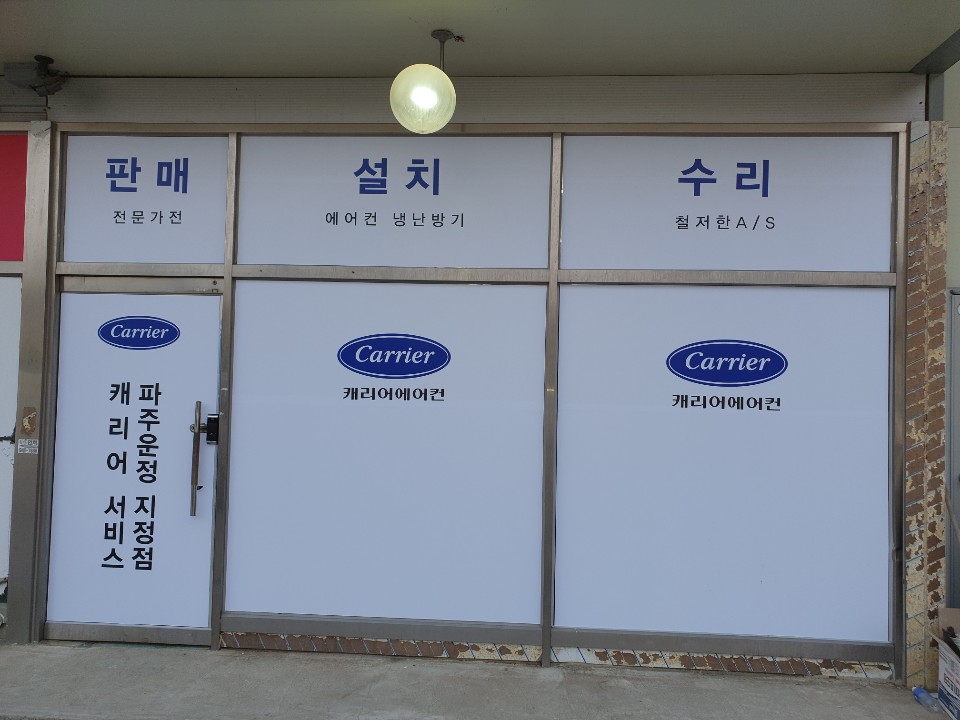 판매
전문가전
설치
에어컨 냉난방기
수리
철저한A/S
Carrier
파주운정 지정점
캐리어 서비스
Carrier
캐리어에어컨
Carrier
캐리어에어컨